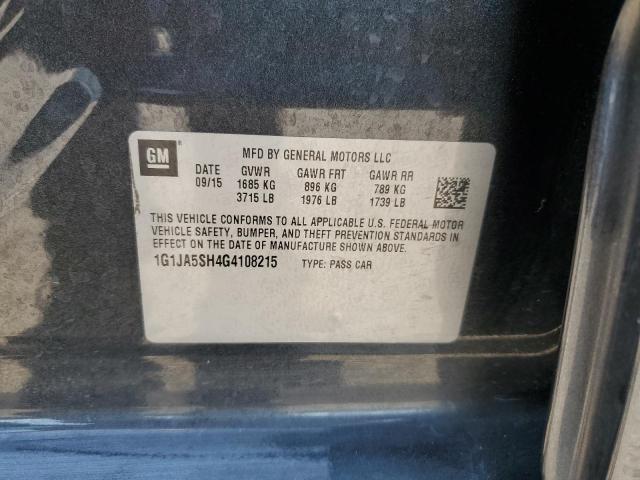 GM
MFD BY GENERAL MOTORS LLC
DATE GVWR GAWR FRT GAWR RR
09/15 1685 KG 896 KG 789 KG
3715 LB 1976 LB 1739 LB
THIS VEHICLE CONFORMS TO ALL APPLICABLE U.S. FEDERAL MOTOR
VEHICLE SAFETY, BUMPER, AND THEFT PREVENTION STANDARDS IN
EFFECT ON THE DATE OF MANUFACTURE SHOWN ABOVE.
1G1JA5SH4G4108215 TYPE: PASS CAR